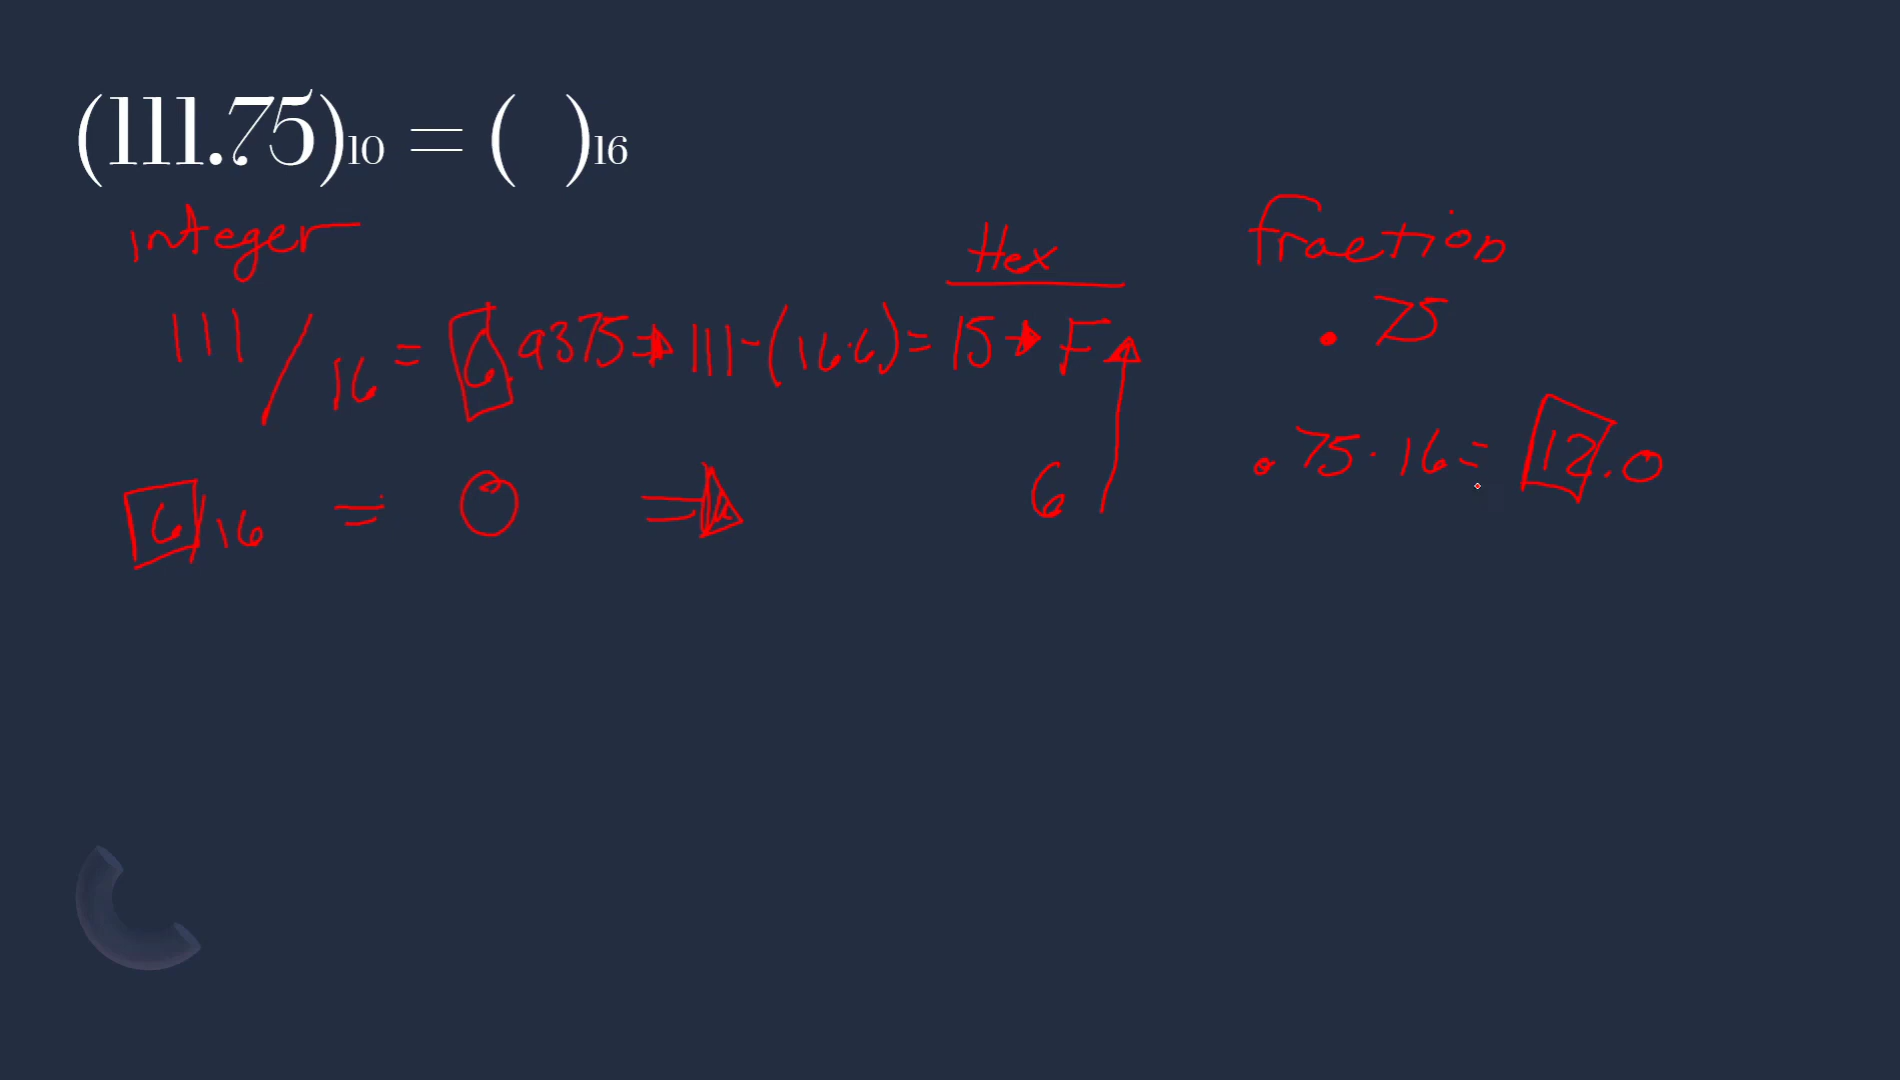 (111.75)10 = ( )16
integer
Hex
fraction
111/16 = 6.9375 ⇒ 111-(16·6) = 15 → F
.75
.75·16 = 12.0
6/16 = 0 ⇒ 6